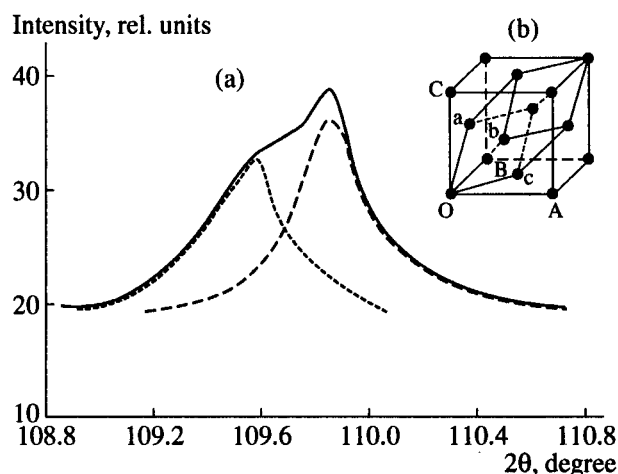 Intensity, rel. units
(a)
(b)
40
30
20
10
C
a
b
B
c
O
A
108.8 109.2 109.6 110.0 110.4 110.8
2θ, degree